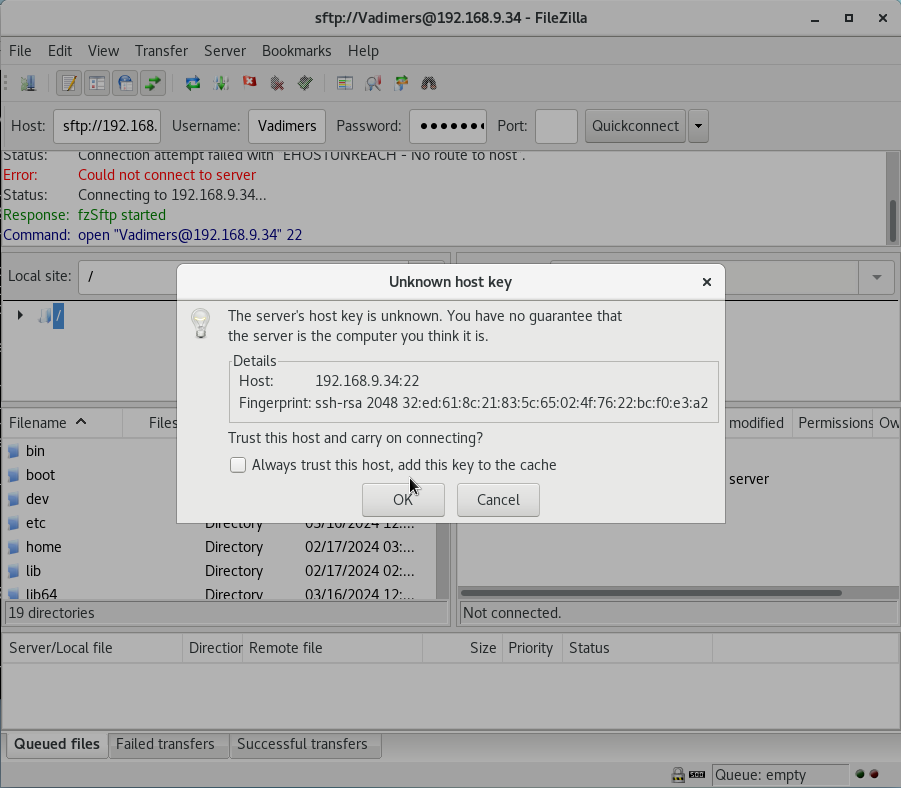 sftp://Vadimers@192.168.9.34 - FileZilla
File Edit View Transfer Server Bookmarks Help
Host: sftp://192.168. Username: Vadimers Password: ●●●●●●● Port: Quickconnect
Status: Connection attempt failed with "EHOSTUNREACH - No route to host".
Error: Could not connect to server
Status: Connecting to 192.168.9.34...
Response: fzSftp started
Command: open "Vadimers@192.168.9.34" 22
Local site: /
/
Unknown host key
The server's host key is unknown. You have no guarantee that
the server is the computer you think it is.
Details
Host: 192.168.9.34:22
Fingerprint: ssh-rsa 2048 32:ed:61:8c:21:83:5c:65:02:4f:76:22:bc:f0:e3:a2
Trust this host and carry on connecting?
Always trust this host, add this key to the cache
OK Cancel
Filename Files modified Permissions Ow
bin
boot server
dev
etc Directory 03/16/2024 12:...
home Directory 02/17/2024 03:...
lib Directory 02/17/2024 02:...
lib64 Directory 03/16/2024 12:...
19 directories Not connected.
Server/Local file Direction Remote file Size Priority Status
Queued files Failed transfers Successful transfers
Queue: empty